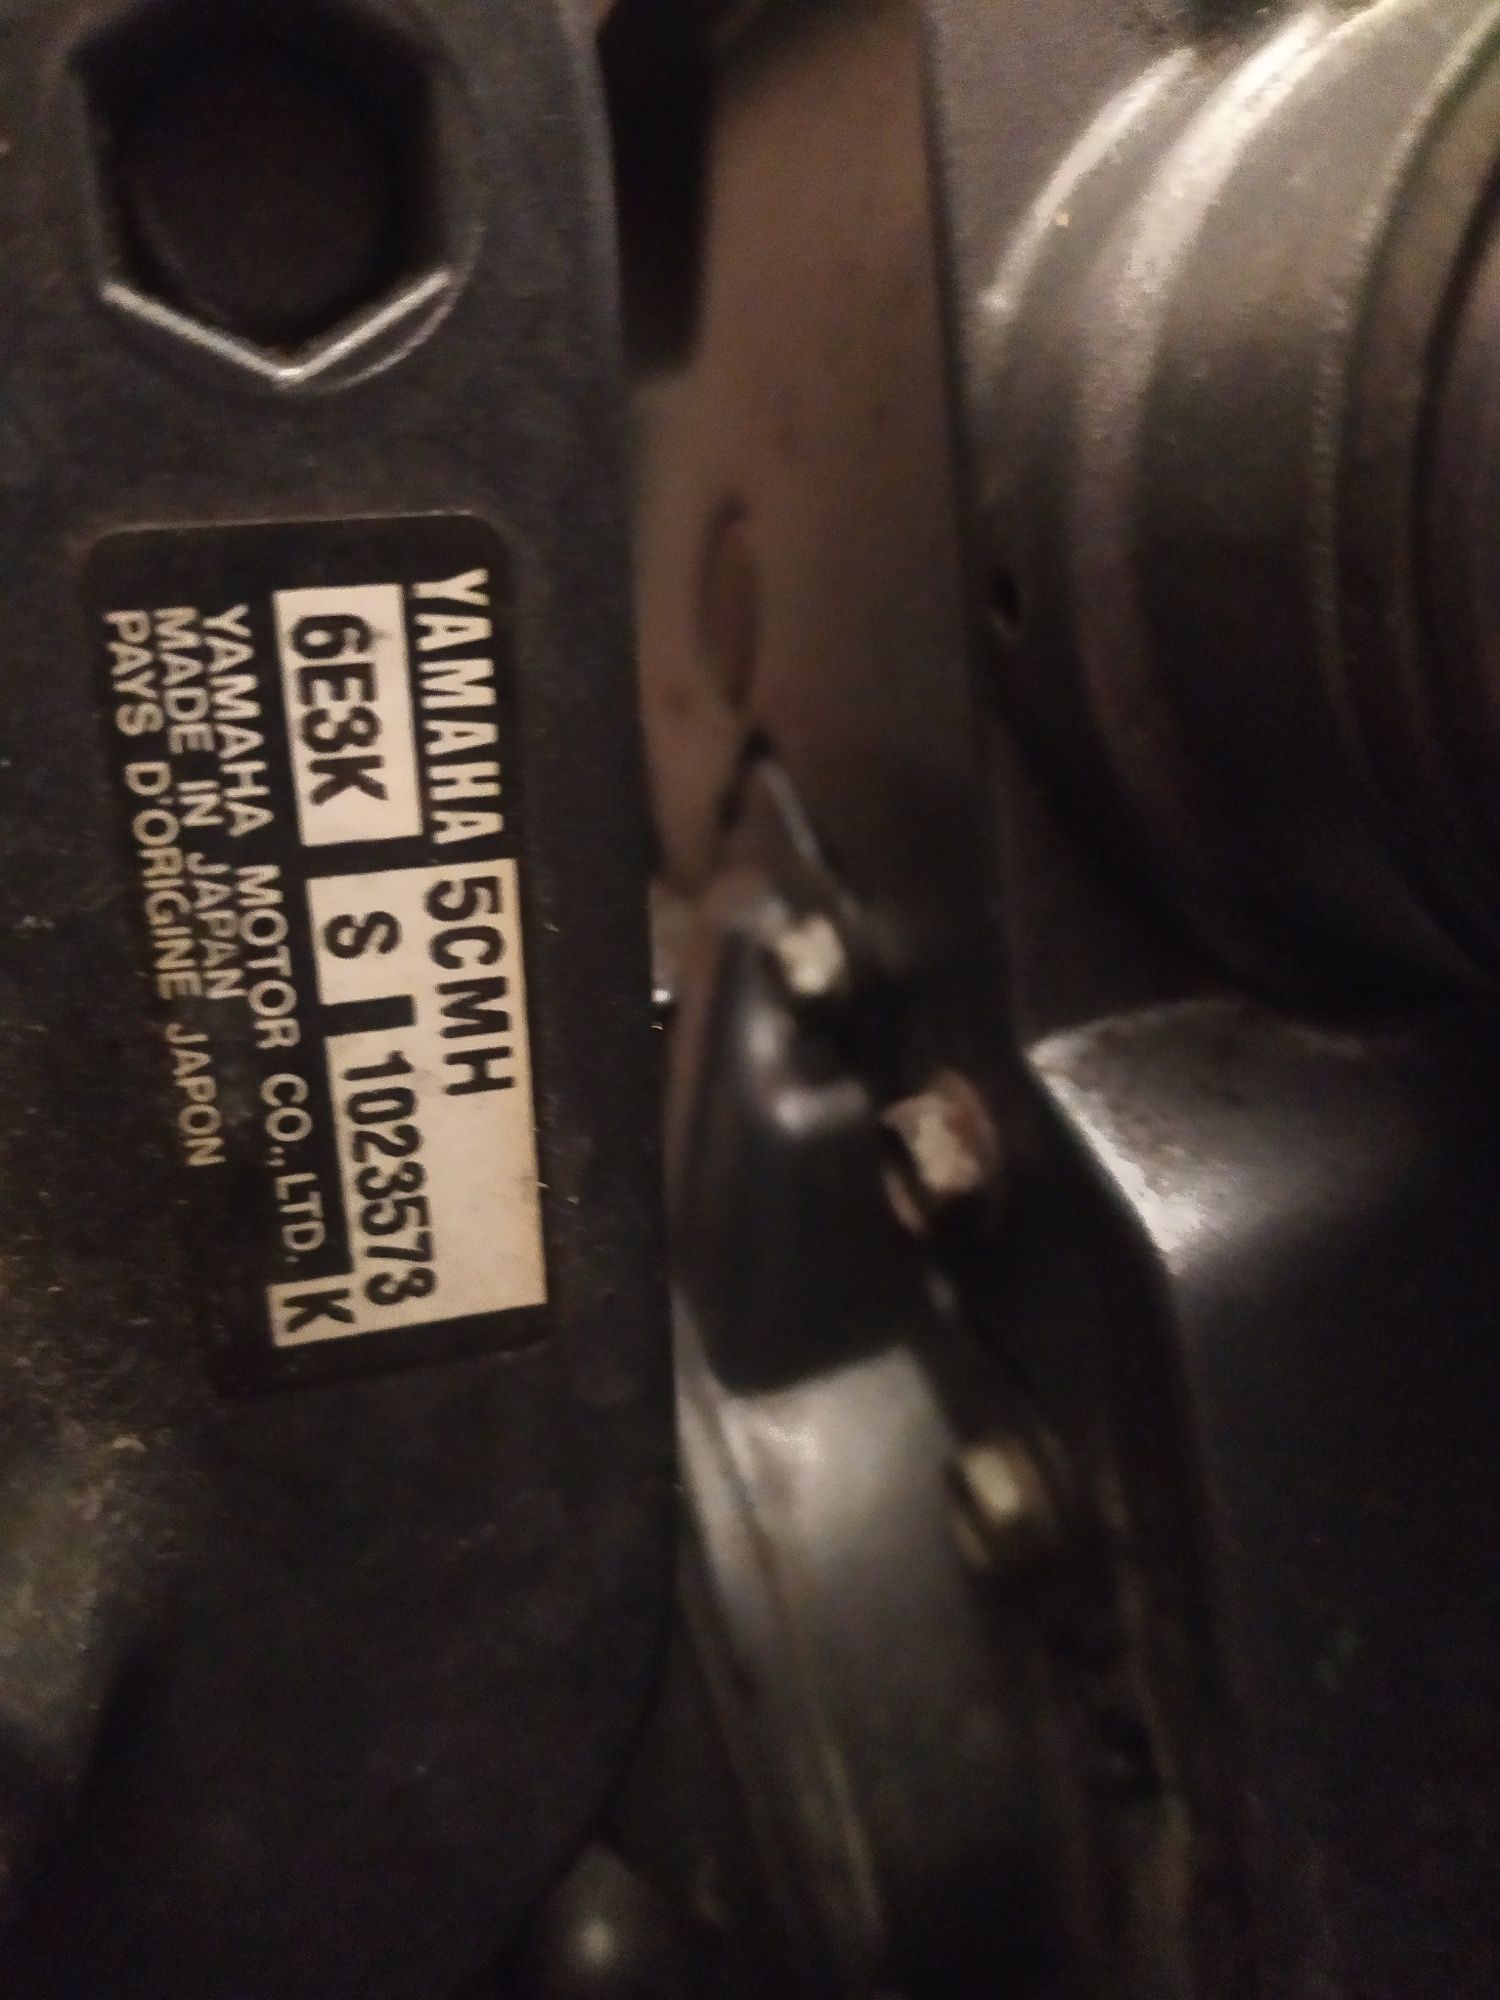 YAMAHA 5CMH
6E3K S 1023573
YAMAHA MOTOR CO.,LTD. K
MADE IN JAPAN
PAYS D'ORIGINE JAPON